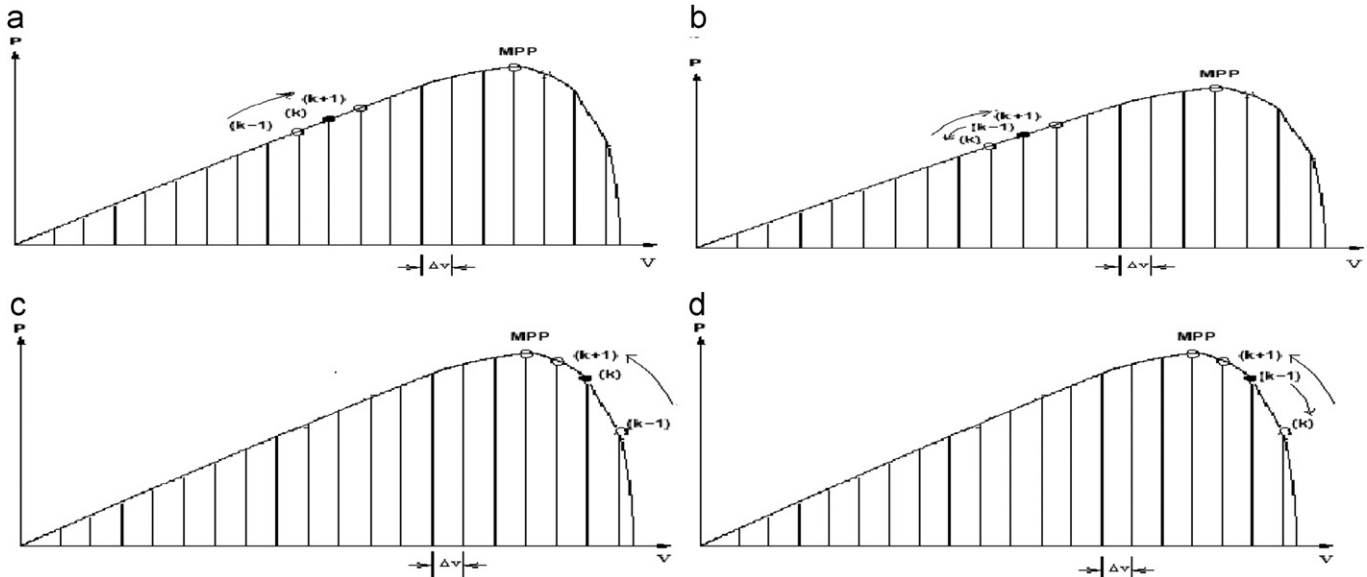 a
P
MPP
(k+1)
(k)
(k−1)
Δv
V
b
P
MPP
(k+1)
(k−1)
(k)
Δv
V
c
P
MPP
(k+1)
(k)
(k−1)
Δv
V
d
P
MPP
(k+1)
(k−1)
(k)
Δv
V